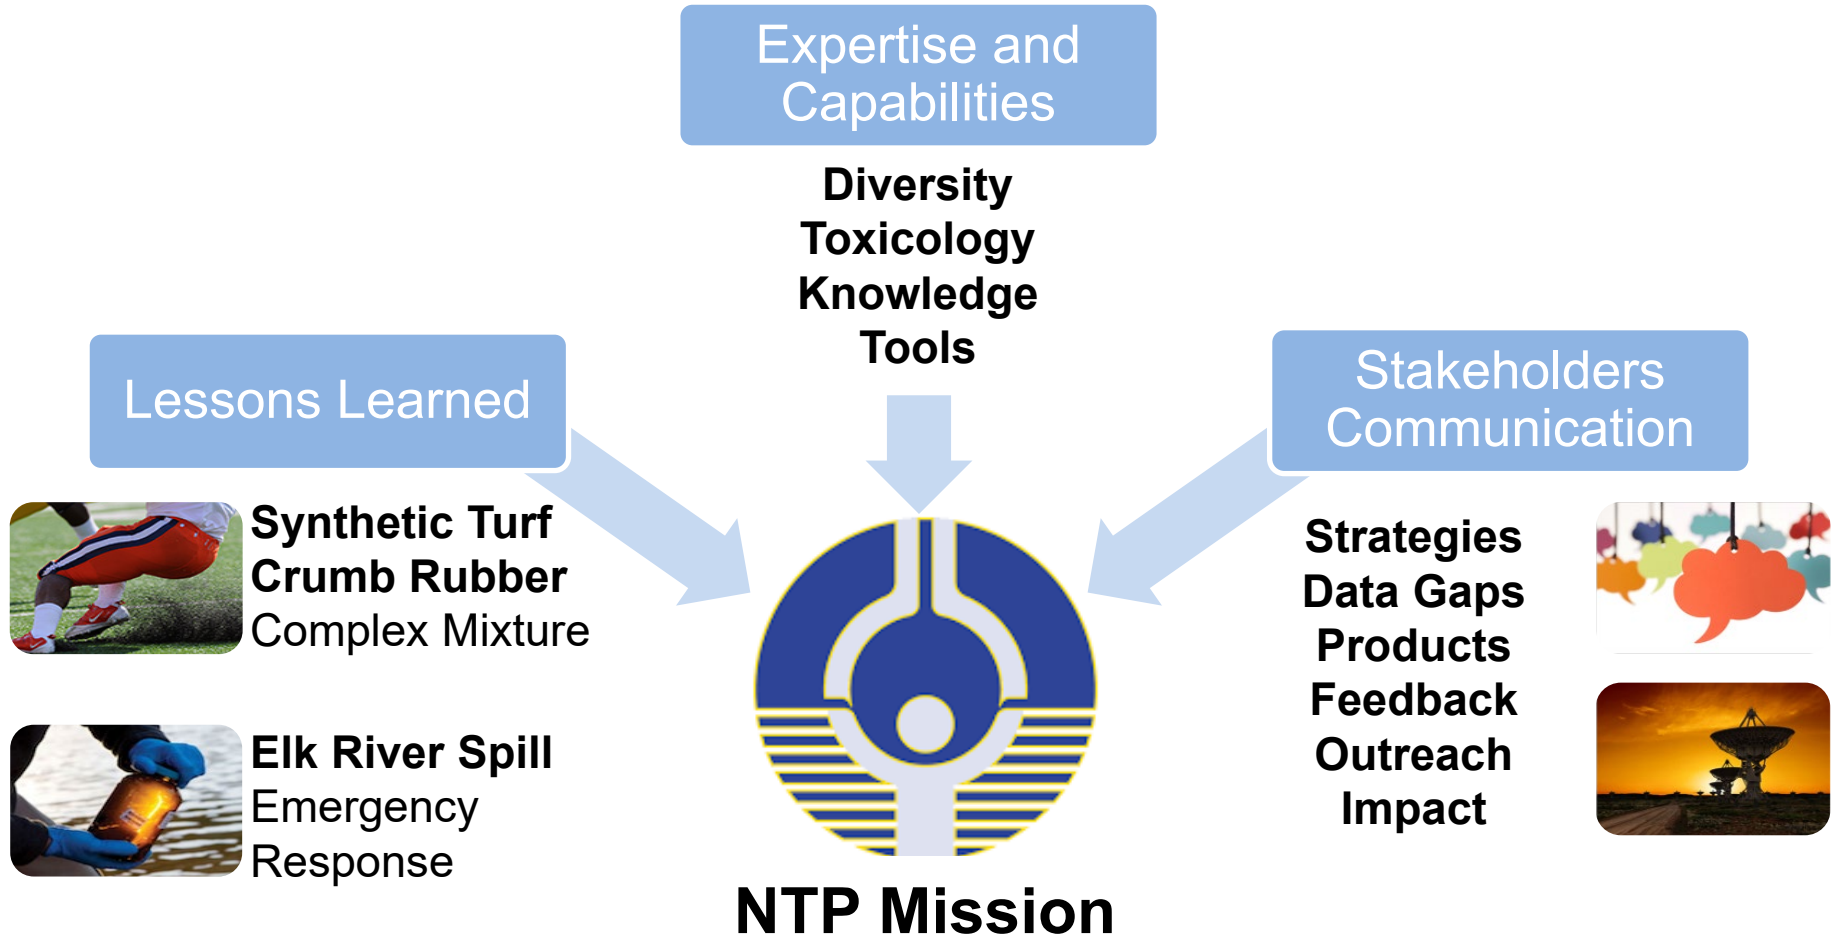 Expertise and
Capabilities
Diversity
Toxicology
Knowledge
Tools
Lessons Learned
Synthetic Turf
Crumb Rubber
Complex Mixture
Elk River Spill
Emergency
Response
Stakeholders
Communication
Strategies
Data Gaps
Products
Feedback
Outreach
Impact
NTP Mission